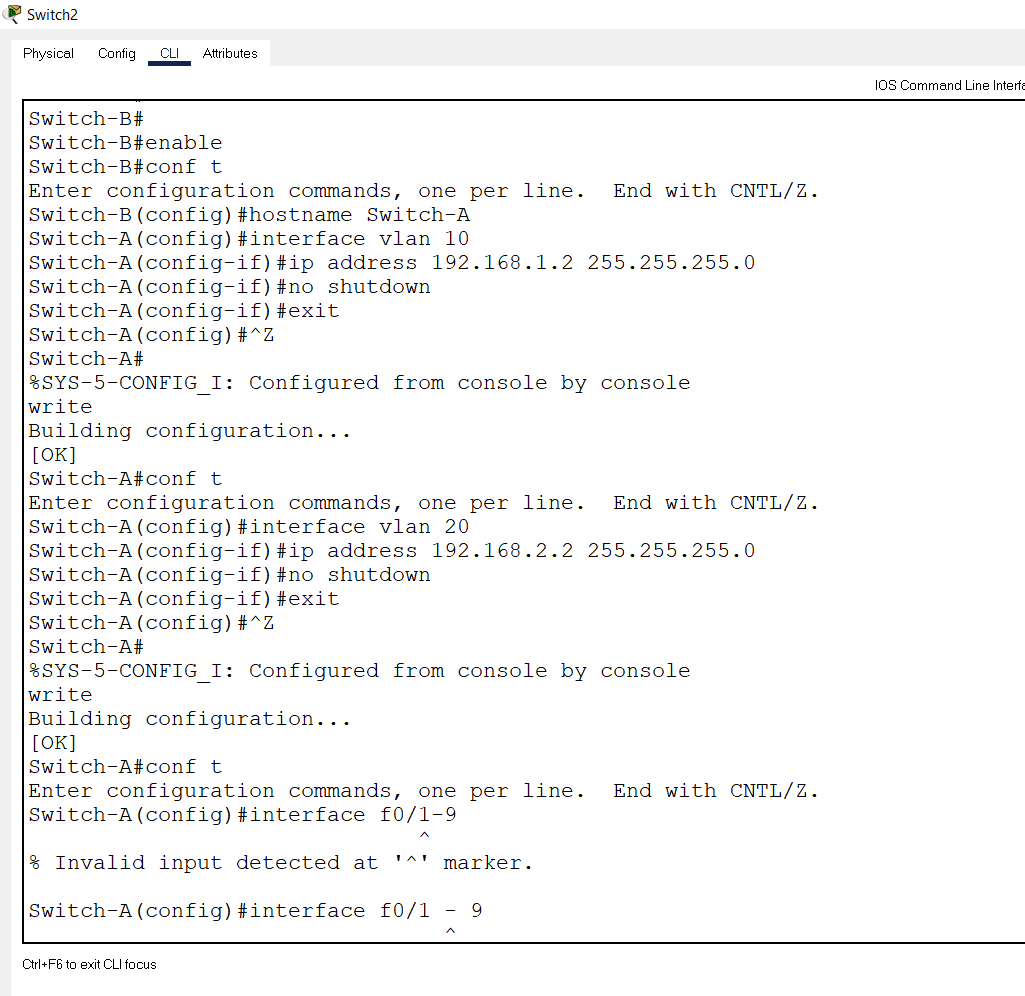 Switch2
Physical Config CLI Attributes
IOS Command Line Interfa
Switch-B#
Switch-B#enable
Switch-B#conf t
Enter configuration commands, one per line.  End with CNTL/Z.
Switch-B(config)#hostname Switch-A
Switch-A(config)#interface vlan 10
Switch-A(config-if)#ip address 192.168.1.2 255.255.255.0
Switch-A(config-if)#no shutdown
Switch-A(config-if)#exit
Switch-A(config)#^Z
Switch-A#
%SYS-5-CONFIG_I: Configured from console by console
write
Building configuration...
[OK]
Switch-A#conf t
Enter configuration commands, one per line.  End with CNTL/Z.
Switch-A(config)#interface vlan 20
Switch-A(config-if)#ip address 192.168.2.2 255.255.255.0
Switch-A(config-if)#no shutdown
Switch-A(config-if)#exit
Switch-A(config)#^Z
Switch-A#
%SYS-5-CONFIG_I: Configured from console by console
write
Building configuration...
[OK]
Switch-A#conf t
Enter configuration commands, one per line.  End with CNTL/Z.
Switch-A(config)#interface f0/1-9
^
% Invalid input detected at '^' marker.
Switch-A(config)#interface f0/1 - 9
^
Ctrl+F6 to exit CLI focus